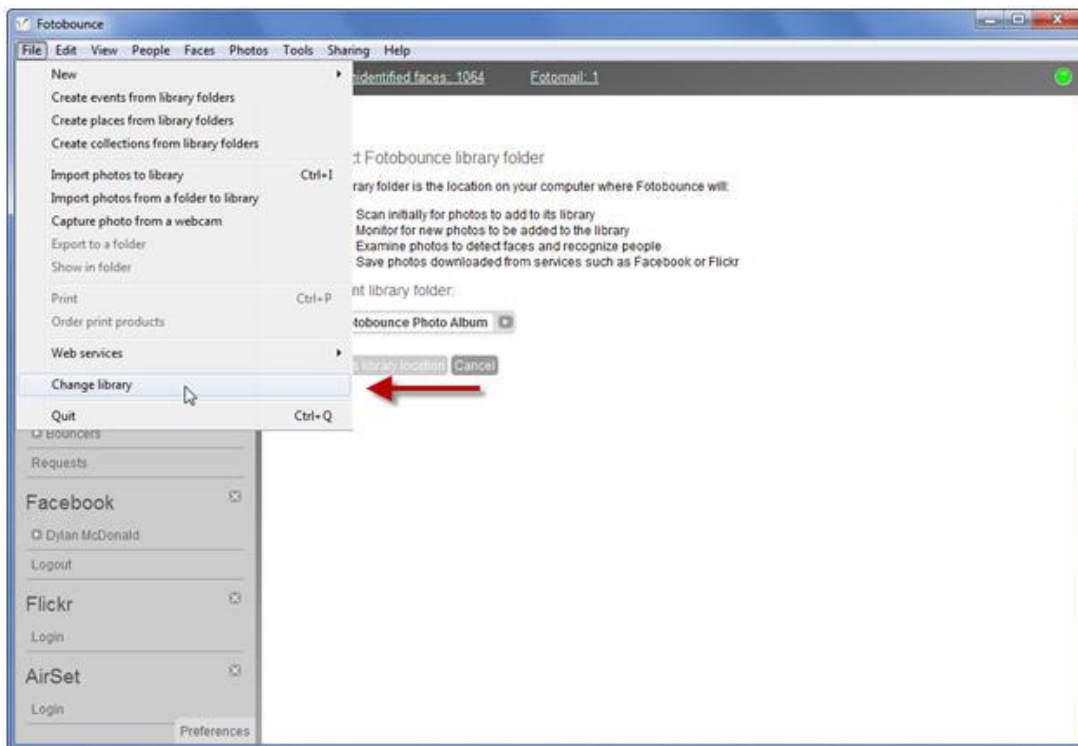 Fotobounce
File Edit View People Faces Photos Tools Sharing Help
New
Create events from library folders
Create places from library folders
Create collections from library folders
Import photos to library Ctrl+I
Import photos from a folder to library
Capture photo from a webcam
Export to a folder
Show in folder
Print Ctrl+P
Order print products
Web services
Change library
Quit Ctrl+Q
identified faces: 1064 Fotomail: 1
Fotobounce library folder
folder is the location on your computer where Fotobounce will:
Scan initially for photos to add to its library
Monitor for new photos to be added to the library
Examine photos to detect faces and recognize people
Save photos downloaded from services such as Facebook or Flickr
library folder:
tobounce Photo Album
library location Cancel
Bouncers
Requests
Facebook
Dylan McDonald
Logout
Flickr
Login
AirSet
Login
Preferences